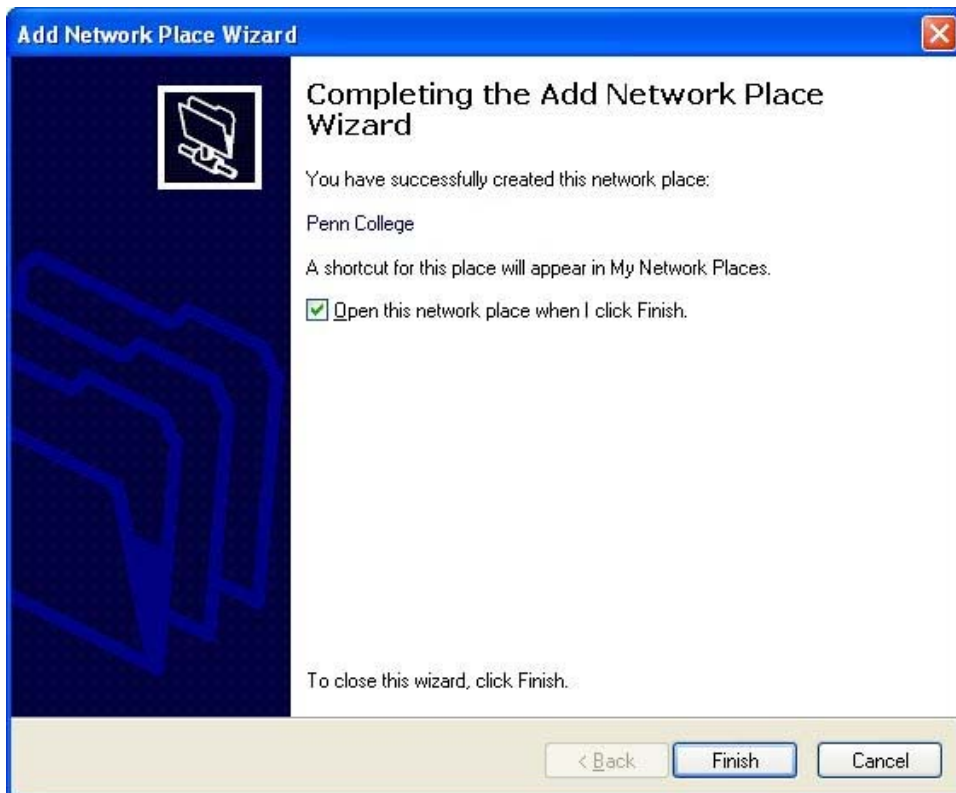 Add Network Place Wizard
Completing the Add Network Place
Wizard
You have successfully created this network place:
Penn College
A shortcut for this place will appear in My Network Places.
Open this network place when I click Finish.
To close this wizard, click Finish.
< Back Finish Cancel